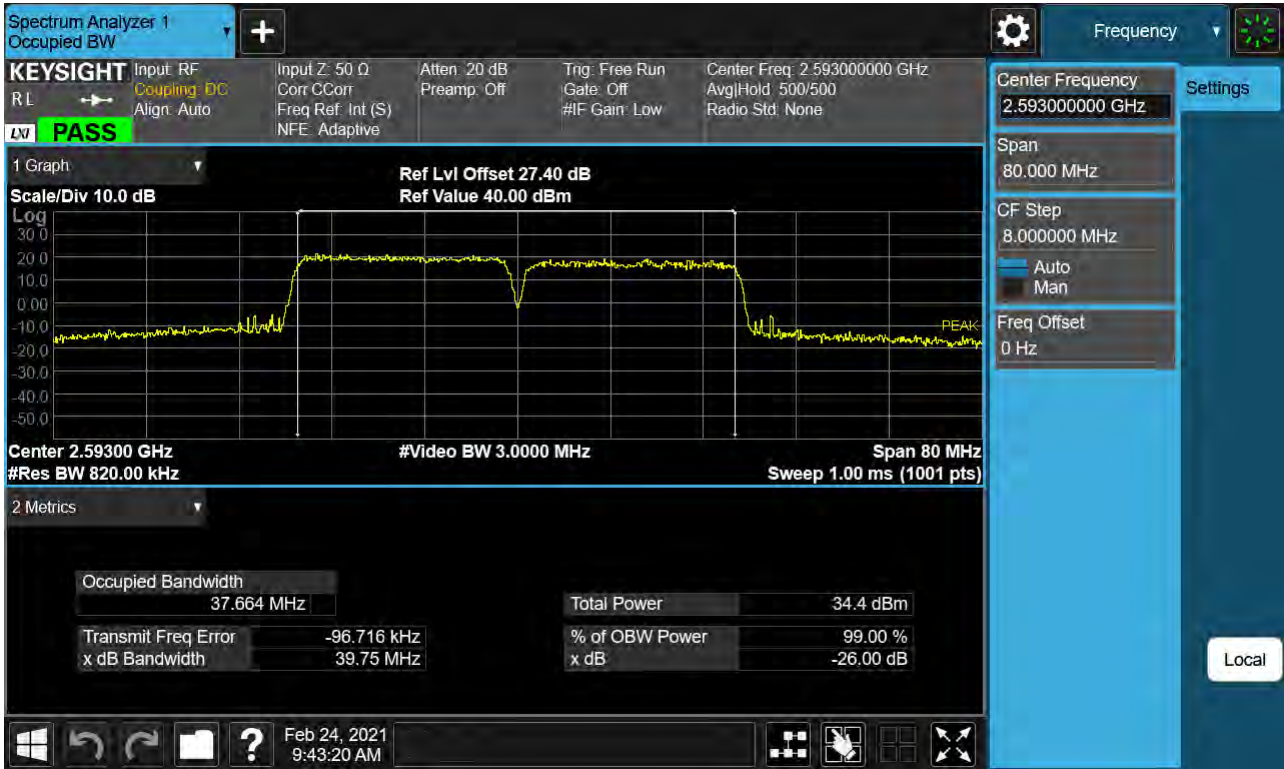 Spectrum Analyzer 1
Occupied BW
Frequency
KEYSIGHT
R L
LXI
PASS
Input: RF
Coupling: DC
Align: Auto
Input Z: 50 Ω
Corr CCorr
Freq Ref: Int (S)
NFE: Adaptive
Atten: 20 dB
Preamp: Off
Trig: Free Run
Gate: Off
#IF Gain: Low
Center Freq: 2.593000000 GHz
Avg|Hold: 500/500
Radio Std: None
1 Graph
Scale/Div 10.0 dB
Ref Lvl Offset 27.40 dB
Ref Value 40.00 dBm
Log
30.0
20.0
10.0
0.00
-10.0
-20.0
-30.0
-40.0
-50.0
PEAK
Center 2.59300 GHz
#Video BW 3.0000 MHz
Span 80 MHz
#Res BW 820.00 kHz
Sweep 1.00 ms (1001 pts)
2 Metrics
Occupied Bandwidth
37.664 MHz
Transmit Freq Error -96.716 kHz
x dB Bandwidth 39.75 MHz
Total Power 34.4 dBm
% of OBW Power 99.00 %
x dB -26.00 dB
Center Frequency
2.593000000 GHz
Settings
Span
80.000 MHz
CF Step
8.000000 MHz
Auto
Man
Freq Offset
0 Hz
Local
?
Feb 24, 2021
9:43:20 AM